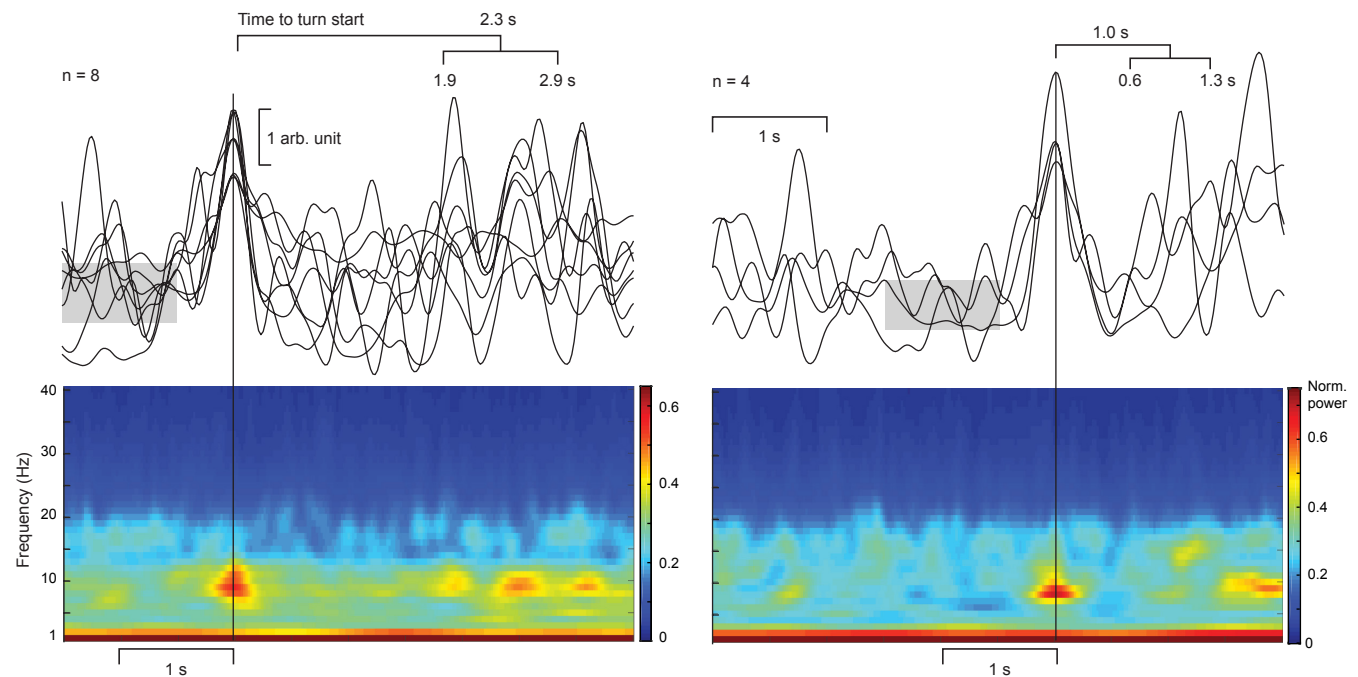 Time to turn start 2.3 s
n = 8
1.9 2.9 s
1 arb. unit
1.0 s
n = 4
0.6 1.3 s
1 s
40
30
20
10
1
Frequency (Hz)
0.6
0.4
0.2
0
1 s
Norm.
power
0.6
0.4
0.2
0
1 s